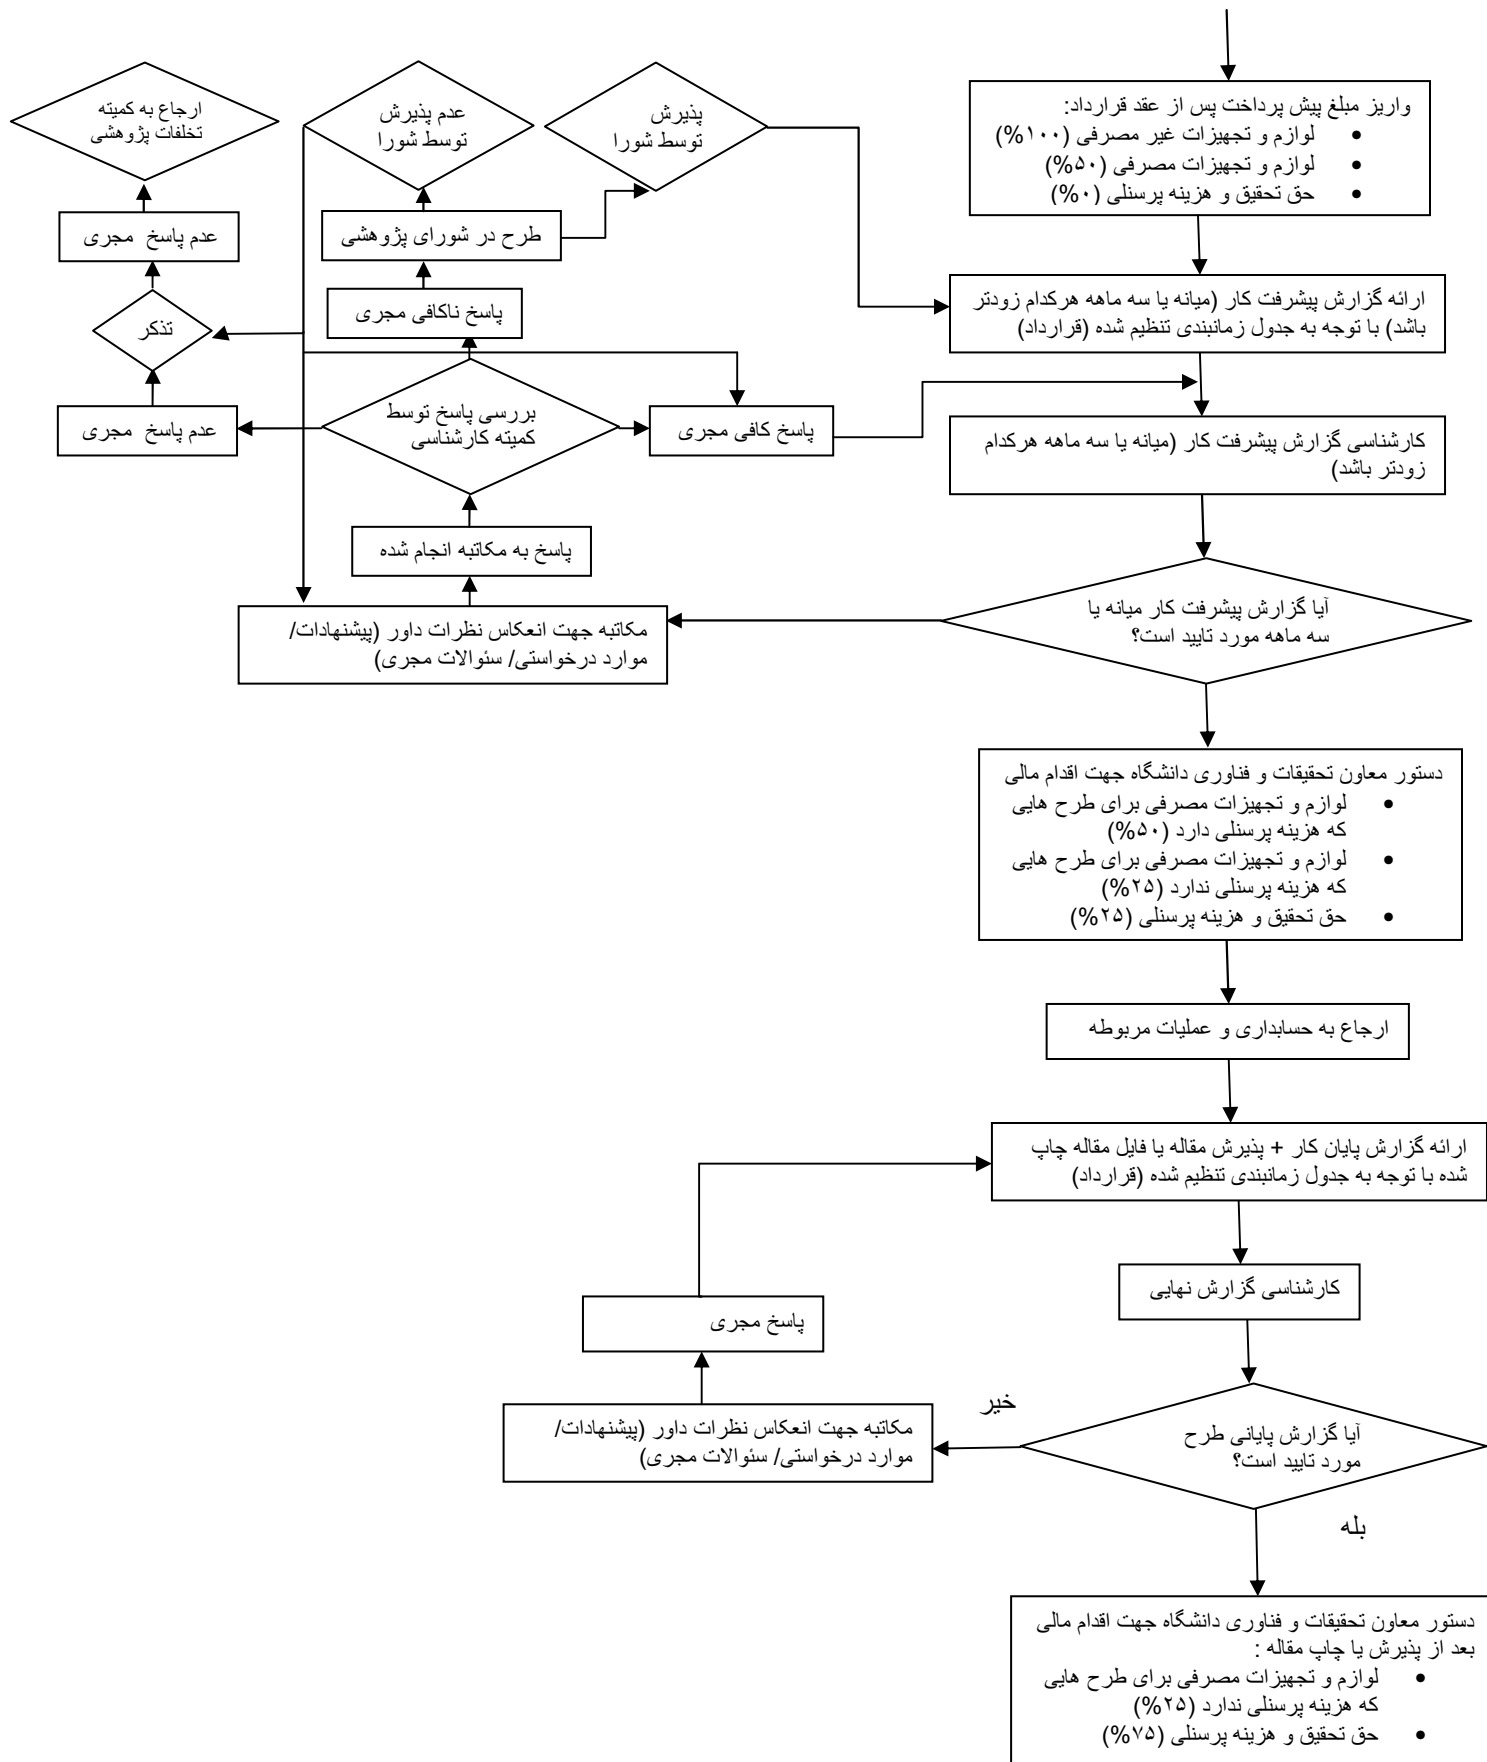 واریز مبلغ پیش پرداخت پس از عقد قرارداد:
• لوازم و تجهیزات غیر مصرفی (۱۰۰%)
• لوازم و تجهیزات مصرفی (۵۰%)
• حق تحقیق و هزینه پرسنلی (۰%)
پذیرش
توسط شورا
عدم پذیرش
توسط شورا
ارجاع به کمیته
تخلفات پژوهشی
طرح در شورای پژوهشی
عدم پاسخ مجری
ارائه گزارش پیشرفت کار (میانه یا سه ماهه هرکدام زودتر
باشد) با توجه به جدول زمانبندی تنظیم شده (قرارداد)
پاسخ ناکافی مجری
تذکر
کارشناسی گزارش پیشرفت کار (میانه یا سه ماهه هرکدام
زودتر باشد)
پاسخ کافی مجری
بررسی پاسخ توسط
کمیته کارشناسی
عدم پاسخ مجری
پاسخ به مکاتبه انجام شده
آیا گزارش پیشرفت کار میانه یا
سه ماهه مورد تایید است؟
مکاتبه جهت انعکاس نظرات داور (پیشنهادات/
موارد درخواستی/ سئوالات مجری)
دستور معاون تحقیقات و فناوری دانشگاه جهت اقدام مالی
• لوازم و تجهیزات مصرفی برای طرح هایی
که هزینه پرسنلی دارد (۵۰%)
• لوازم و تجهیزات مصرفی برای طرح هایی
که هزینه پرسنلی ندارد (۲۵%)
• حق تحقیق و هزینه پرسنلی (۲۵%)
ارجاع به حسابداری و عملیات مربوطه
ارائه گزارش پایان کار + پذیرش مقاله یا فایل مقاله چاپ
شده با توجه به جدول زمانبندی تنظیم شده (قرارداد)
کارشناسی گزارش نهایی
پاسخ مجری
آیا گزارش پایانی طرح
مورد تایید است؟
خیر
مکاتبه جهت انعکاس نظرات داور (پیشنهادات/
موارد درخواستی/ سئوالات مجری)
بله
دستور معاون تحقیقات و فناوری دانشگاه جهت اقدام مالی
بعد از پذیرش یا چاپ مقاله :
• لوازم و تجهیزات مصرفی برای طرح هایی
که هزینه پرسنلی ندارد (۲۵%)
• حق تحقیق و هزینه پرسنلی (۷۵%)